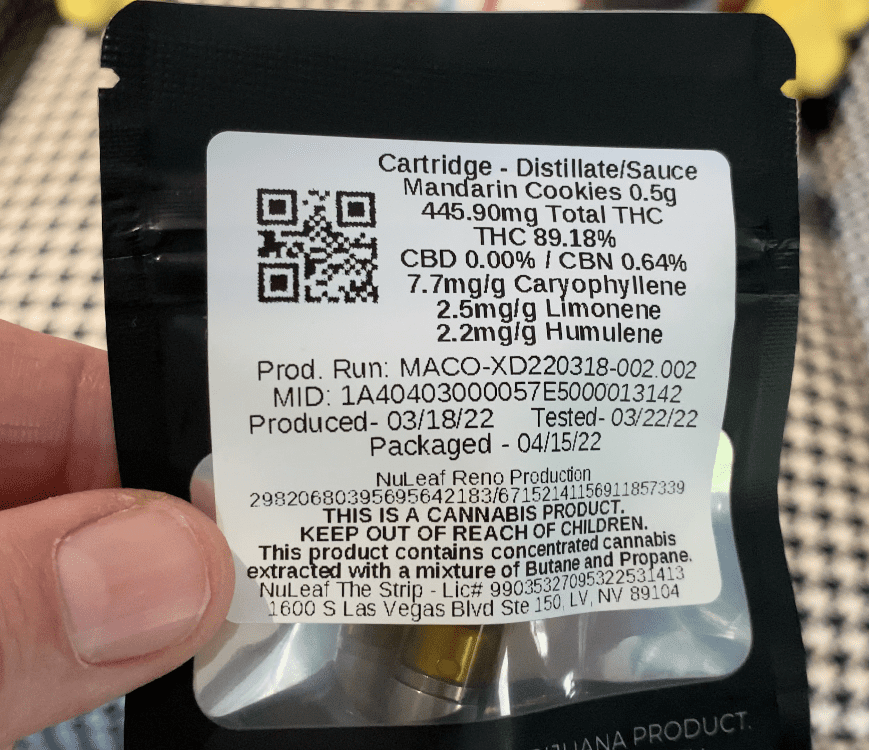 Cartridge - Distillate/Sauce
Mandarin Cookies 0.5g
445.90mg Total THC
THC 89.18%
CBD 0.00% / CBN 0.64%
7.7mg/g Caryophyllene
2.5mg/g Limonene
2.2mg/g Humulene
Prod. Run: MACO-XD220318-002.002
MID: 1A40403000057E5000013142
Produced- 03/18/22 Tested- 03/22/22
Packaged - 04/15/22
NuLeaf Reno Production
29820680395695642183/67152141156911857339
THIS IS A CANNABIS PRODUCT.
KEEP OUT OF REACH OF CHILDREN.
This product contains concentrated cannabis
extracted with a mixture of Butane and Propane.
NuLeaf The Strip - Lic# 99035327095322531413
1600 S Las Vegas Blvd Ste 150, LV, NV 89104
PRODUCT.